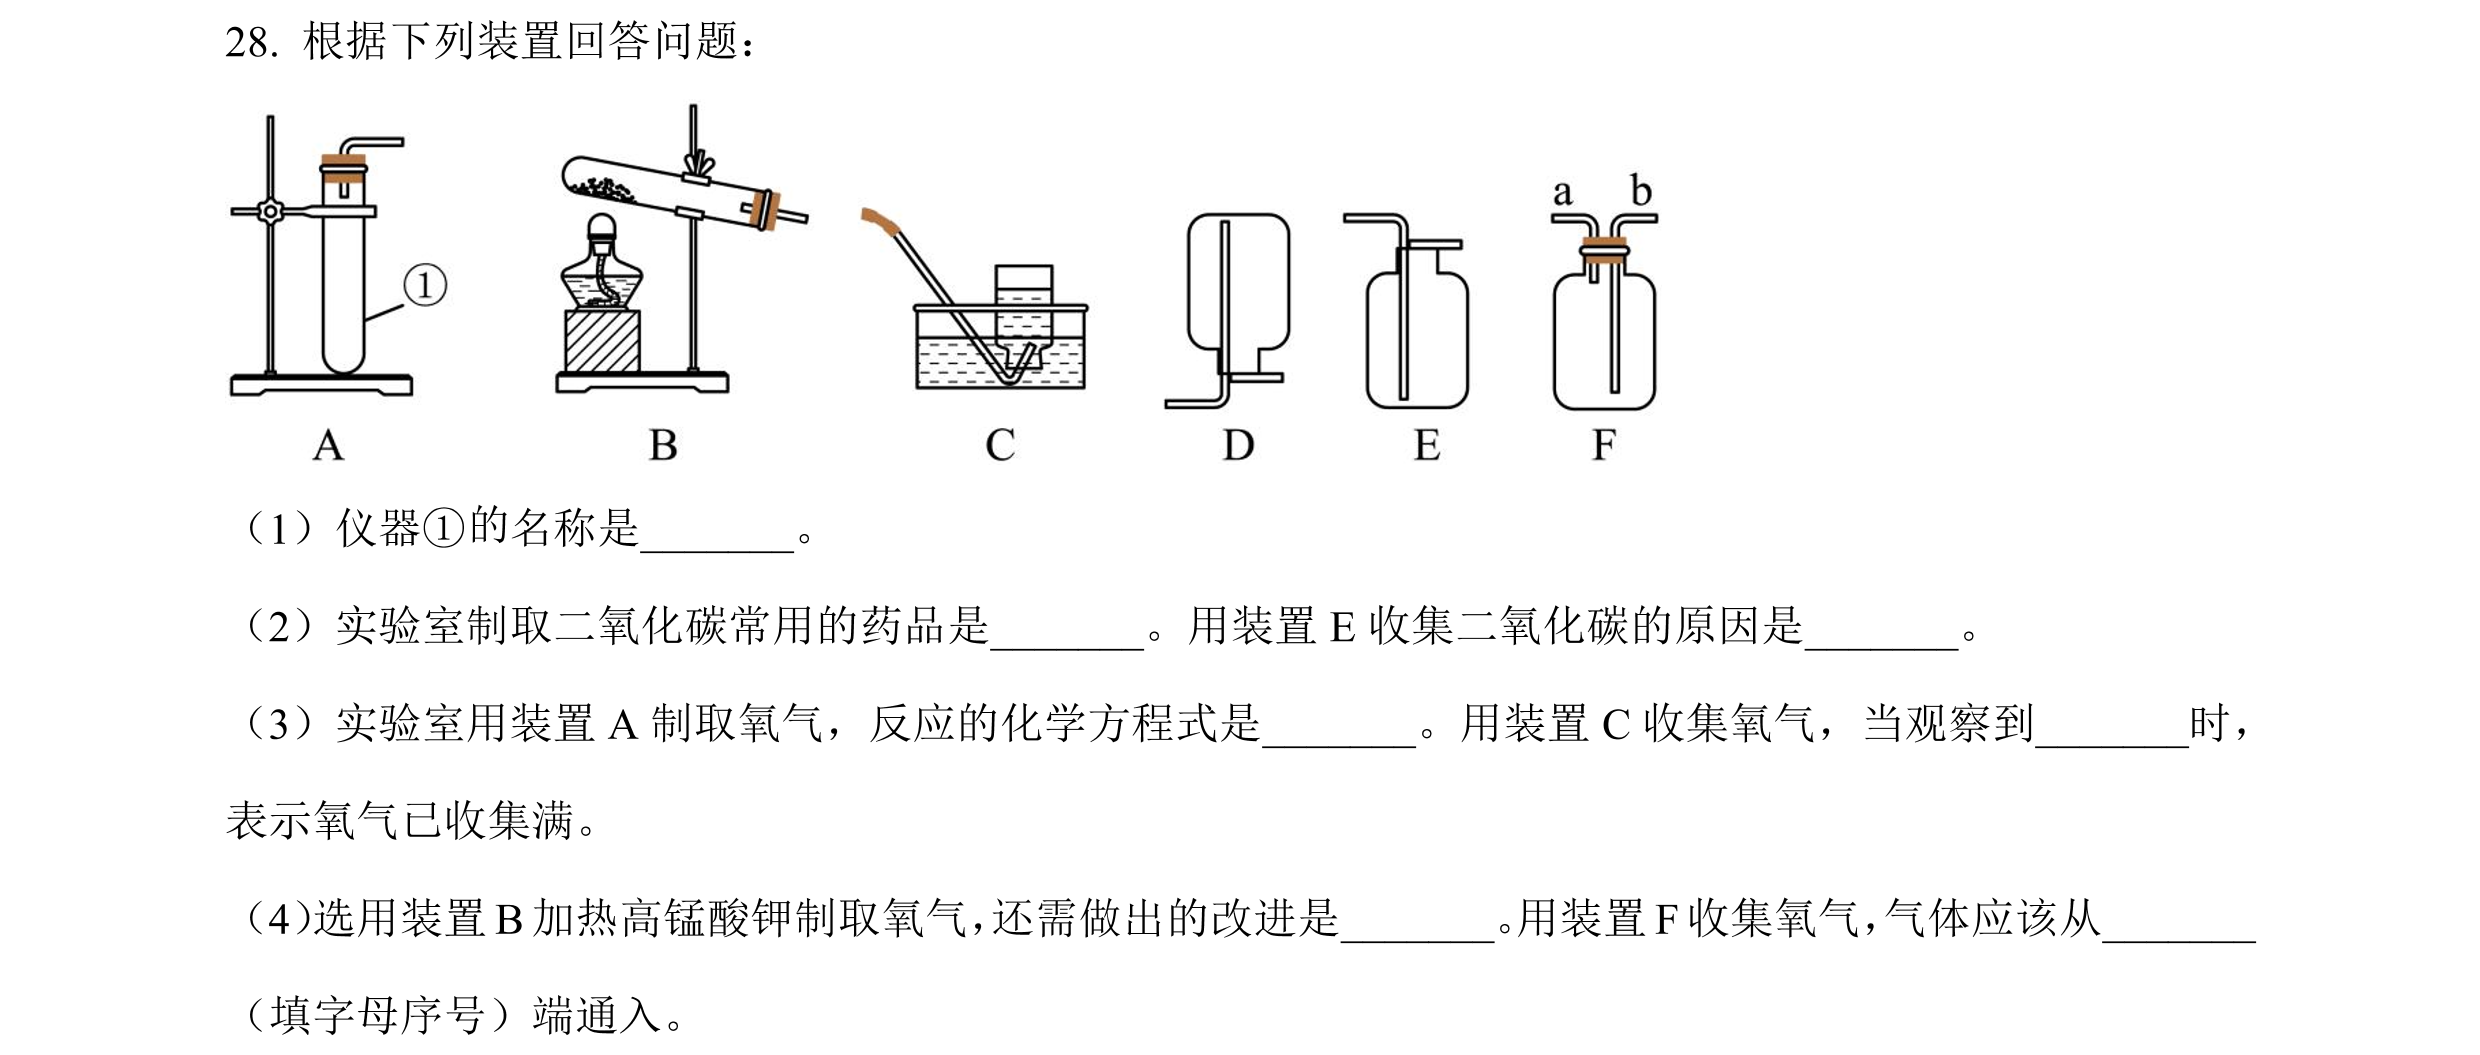 28. 根据下列装置回答问题：
a b
①
A B C D E F
（1）仪器①的名称是_______。
（2）实验室制取二氧化碳常用的药品是_______。用装置 E 收集二氧化碳的原因是_______。
（3）实验室用装置 A 制取氧气，反应的化学方程式是_______。用装置 C 收集氧气，当观察到_______时，
表示氧气已收集满。
（4）选用装置 B 加热高锰酸钾制取氧气，还需做出的改进是_______。用装置 F 收集氧气，气体应该从_______
（填字母序号）端通入。